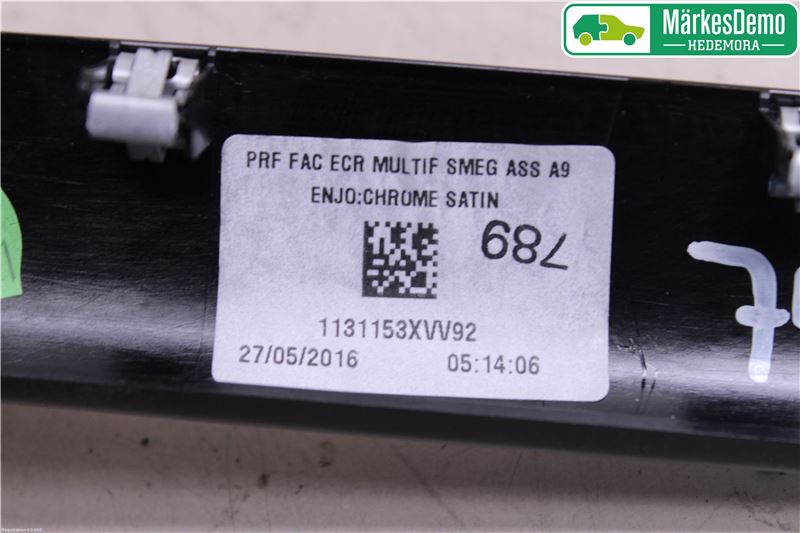 MärkesDemo
HEDEMORA
PRF FAC ECR MULTIF SMEG ASS A9
ENJO:CHROME SATIN
789
1131153XVV92
27/05/2016 05:14:06